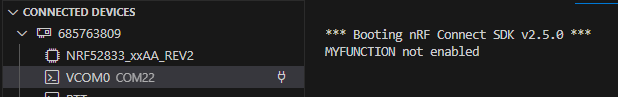 CONNECTED DEVICES
685763809
NRF52833_xxAA_REV2
VCOM0 COM22
*** Booting nRF Connect SDK v2.5.0 ***
MYFUNCTION not enabled